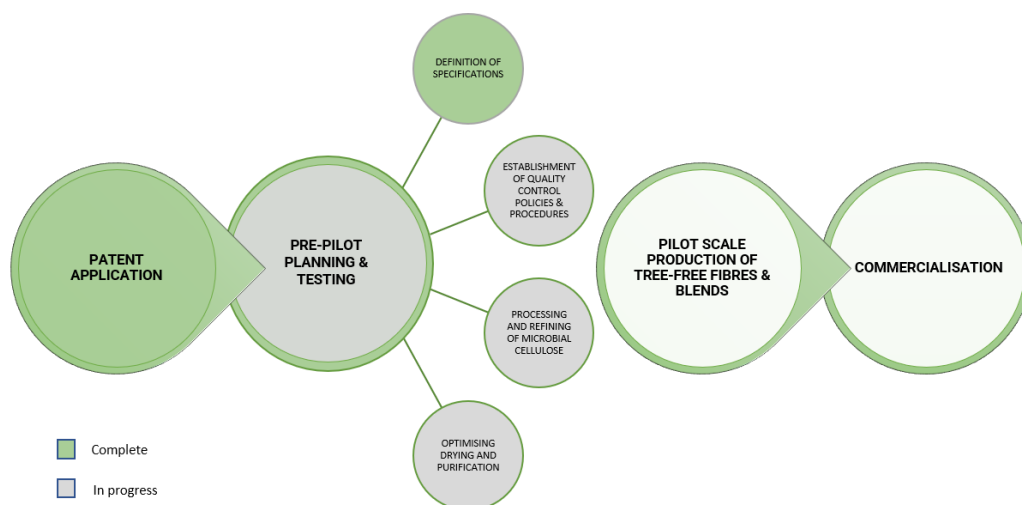 PATENT
APPLICATION
PRE-PILOT
PLANNING &
TESTING
DEFINITION OF
SPECIFICATIONS
ESTABLISHMENT
OF QUALITY
CONTROL
POLICIES &
PROCEDURES
PROCESSING
AND REFINING
OF MICROBIAL
CELLULOSE
OPTIMISING
DRYING AND
PURIFICATION
PILOT SCALE
PRODUCTION OF
TREE-FREE FIBRES &
BLENDS
COMMERCIALISATION
Complete
In progress